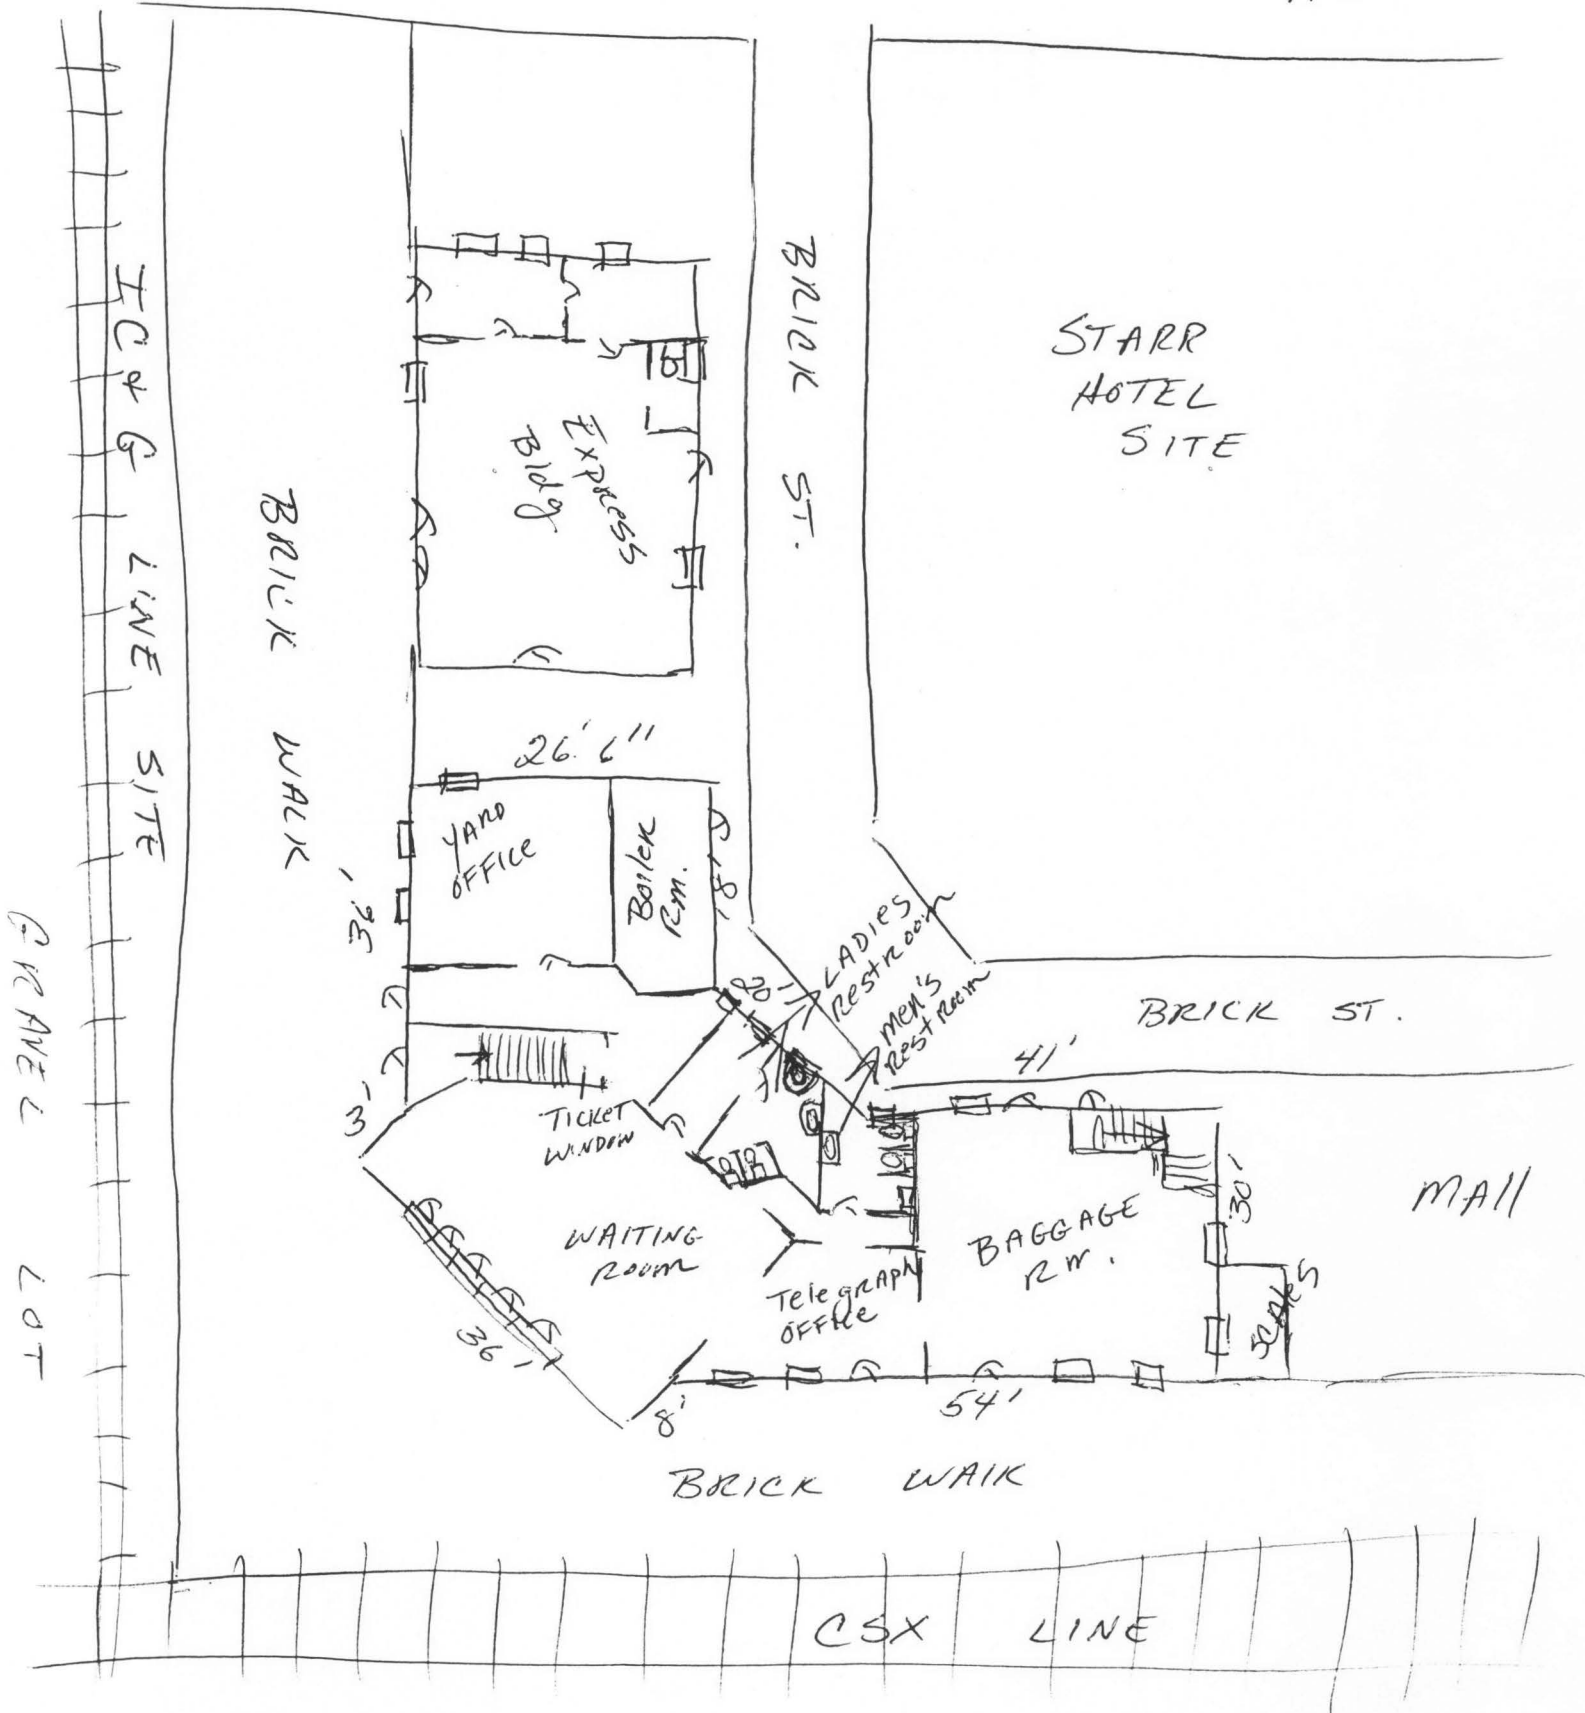 IC & G LINE SITE
BRICK WALK
GRAVEL LOT
BRICK ST.
STARR
HOTEL
SITE
EXPRESS
Bldg
26' 6"
YARD
OFFICE
Boiler
Rm.
18'
36'
3'
20'
LADIES
RESTROOM
MEN'S
RESTROOM
BRICK ST.
41'
TICKET
WINDOW
WAITING
ROOM
Telegraph
OFFICE
BAGGAGE
RM.
30'
MALL
SCALES
36'
8'
54'
BRICK WALK
CSX LINE